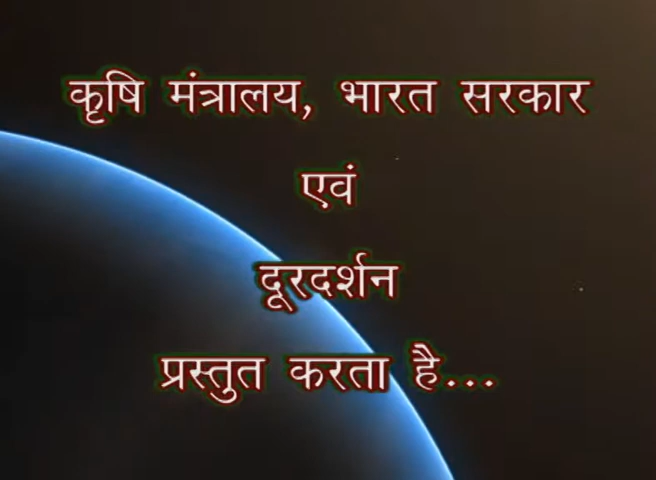 कृषि मंत्रालय, भारत सरकार
एवं
दूरदर्शन
प्रस्तुत करता है...